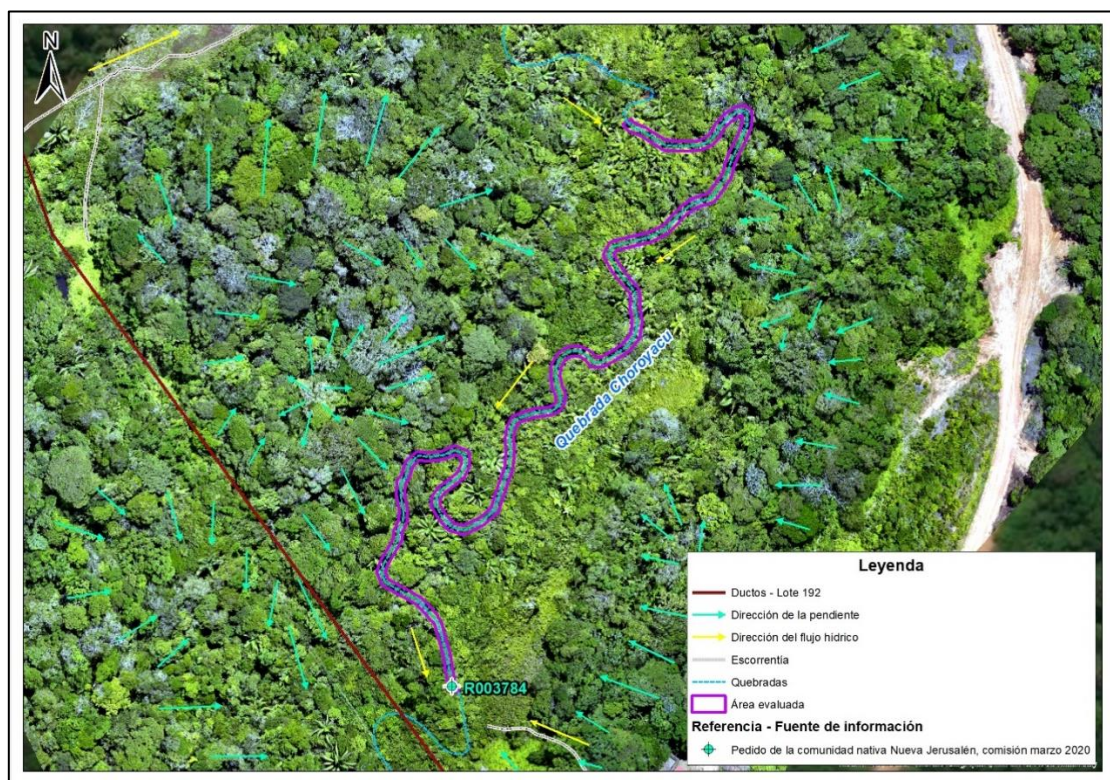 N
Quebrada Choroyacu
R003784
Leyenda
Ductos - Lote 192
Dirección de la pendiente
Dirección del flujo hídrico
Escorrentía
Quebradas
Área evaluada
Referencia - Fuente de información
Pedido de la comunidad nativa Nueva Jerusalén, comisión marzo 2020